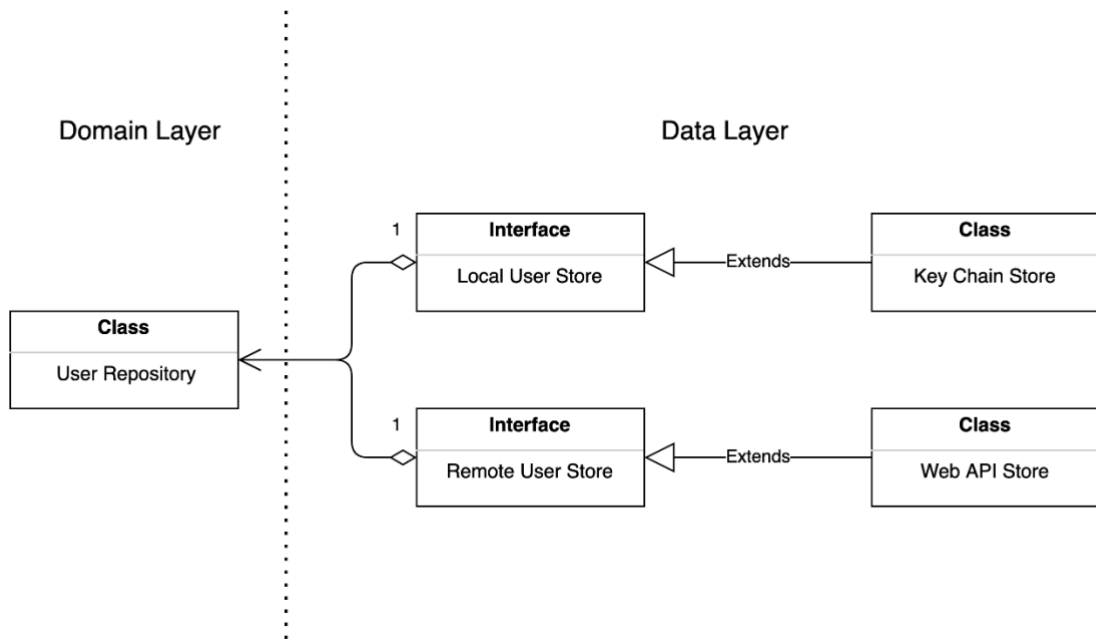 Domain Layer
Data Layer
1
Interface
Local User Store
Extends
Class
Key Chain Store
Class
User Repository
1
Interface
Remote User Store
Extends
Class
Web API Store